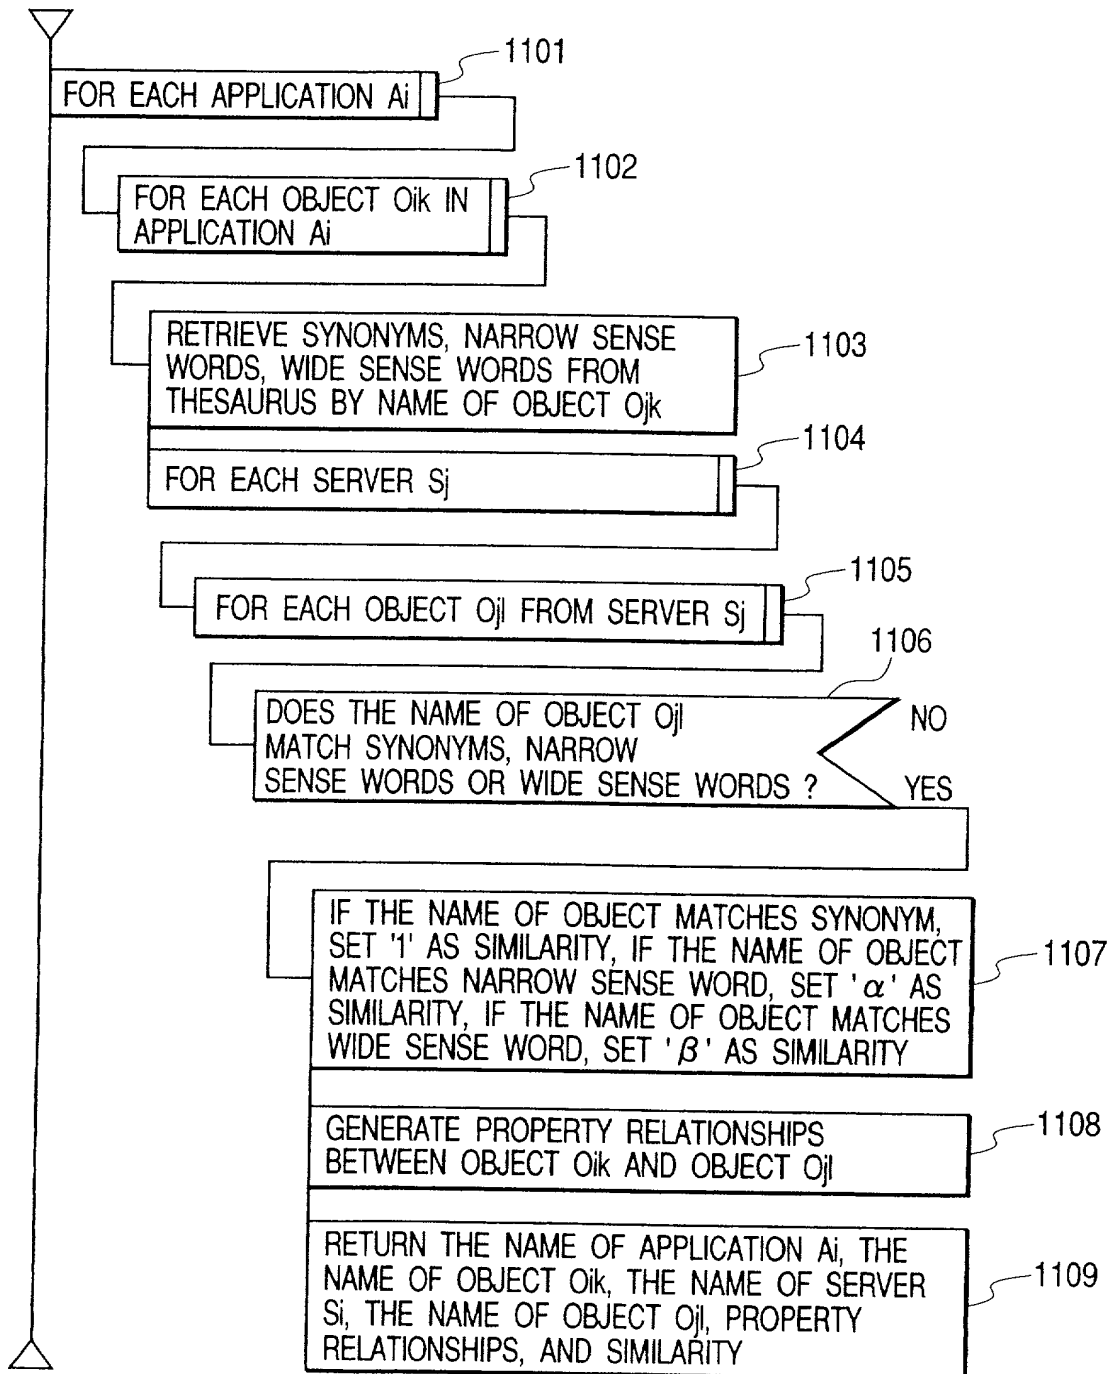 1101
FOR EACH APPLICATION Ai
1102
FOR EACH OBJECT Oik IN
APPLICATION Ai
RETRIEVE SYNONYMS, NARROW SENSE
WORDS, WIDE SENSE WORDS FROM
THESAURUS BY NAME OF OBJECT Ojk
1103
1104
FOR EACH SERVER Sj
1105
FOR EACH OBJECT Ojl FROM SERVER Sj
1106
DOES THE NAME OF OBJECT Ojl
MATCH SYNONYMS, NARROW
SENSE WORDS OR WIDE SENSE WORDS ?
NO
YES
IF THE NAME OF OBJECT MATCHES SYNONYM,
SET '1' AS SIMILARITY, IF THE NAME OF OBJECT
MATCHES NARROW SENSE WORD, SET 'α' AS
SIMILARITY, IF THE NAME OF OBJECT MATCHES
WIDE SENSE WORD, SET 'β' AS SIMILARITY
1107
GENERATE PROPERTY RELATIONSHIPS
BETWEEN OBJECT Oik AND OBJECT Ojl
1108
RETURN THE NAME OF APPLICATION Ai, THE
NAME OF OBJECT Oik, THE NAME OF SERVER
Si, THE NAME OF OBJECT Ojl, PROPERTY
RELATIONSHIPS, AND SIMILARITY
1109